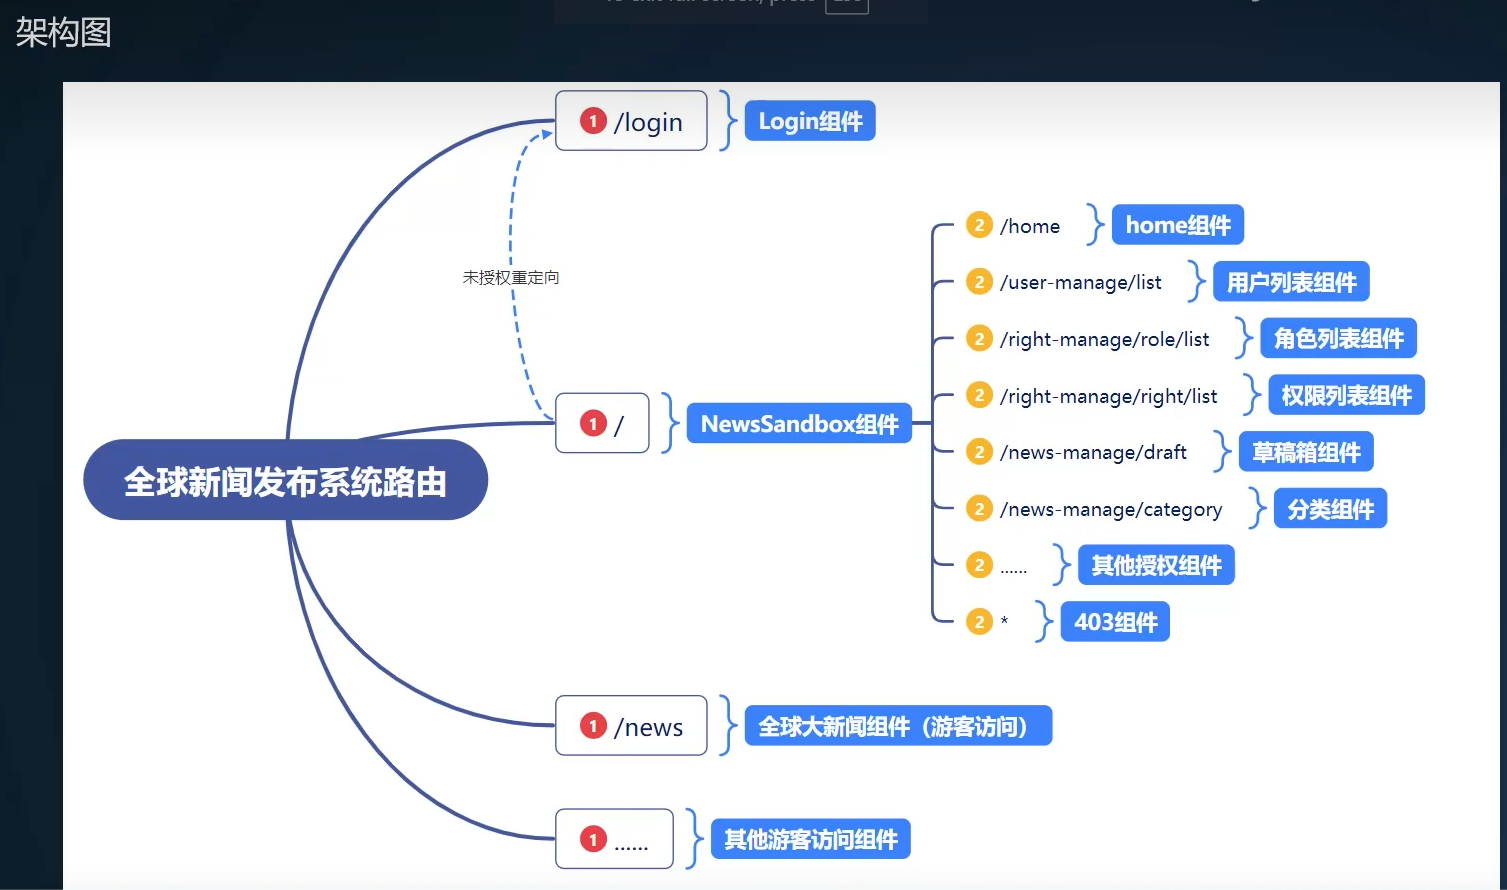 架构图
1 /login
Login组件
未授权重定向
2 /home
home组件
2 /user-manage/list
用户列表组件
2 /right-manage/role/list
角色列表组件
2 /right-manage/right/list
权限列表组件
1 /
NewsSandbox组件
2 /news-manage/draft
草稿箱组件
全球新闻发布系统路由
2 /news-manage/category
分类组件
2 ......
其他授权组件
2 *
403组件
1 /news
全球大新闻组件（游客访问）
1 ......
其他游客访问组件